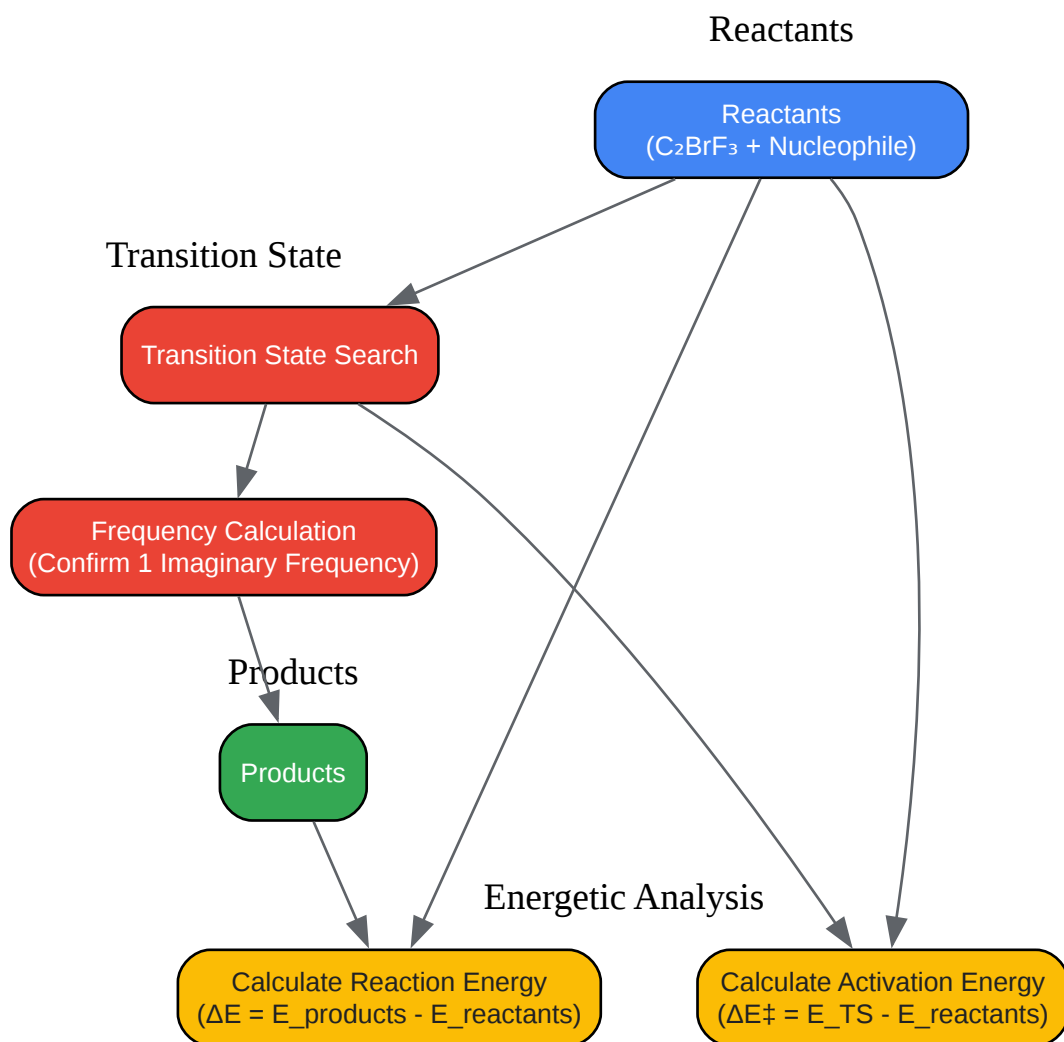 Reactants
Reactants
(C₂BrF₃ + Nucleophile)
Transition State
Transition State Search
Frequency Calculation
(Confirm 1 Imaginary Frequency)
Products
Products
Energetic Analysis
Calculate Reaction Energy
(ΔE = E_products - E_reactants)
Calculate Activation Energy
(ΔE‡ = E_TS - E_reactants)